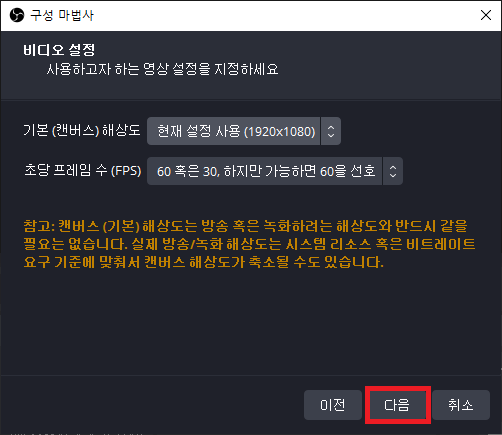 구성 마법사
비디오 설정
사용하고자 하는 영상 설정을 지정하세요
기본 (캔버스) 해상도 현재 설정 사용 (1920x1080)
초당 프레임 수 (FPS) 60 혹은 30, 하지만 가능하면 60을 선호
참고: 캔버스 (기본) 해상도는 방송 혹은 녹화하려는 해상도와 반드시 같을
필요는 없습니다. 실제 방송/녹화 해상도는 시스템 리소스 혹은 비트레이트
요구 기준에 맞춰서 캔버스 해상도가 축소될 수도 있습니다.
이전 다음 취소